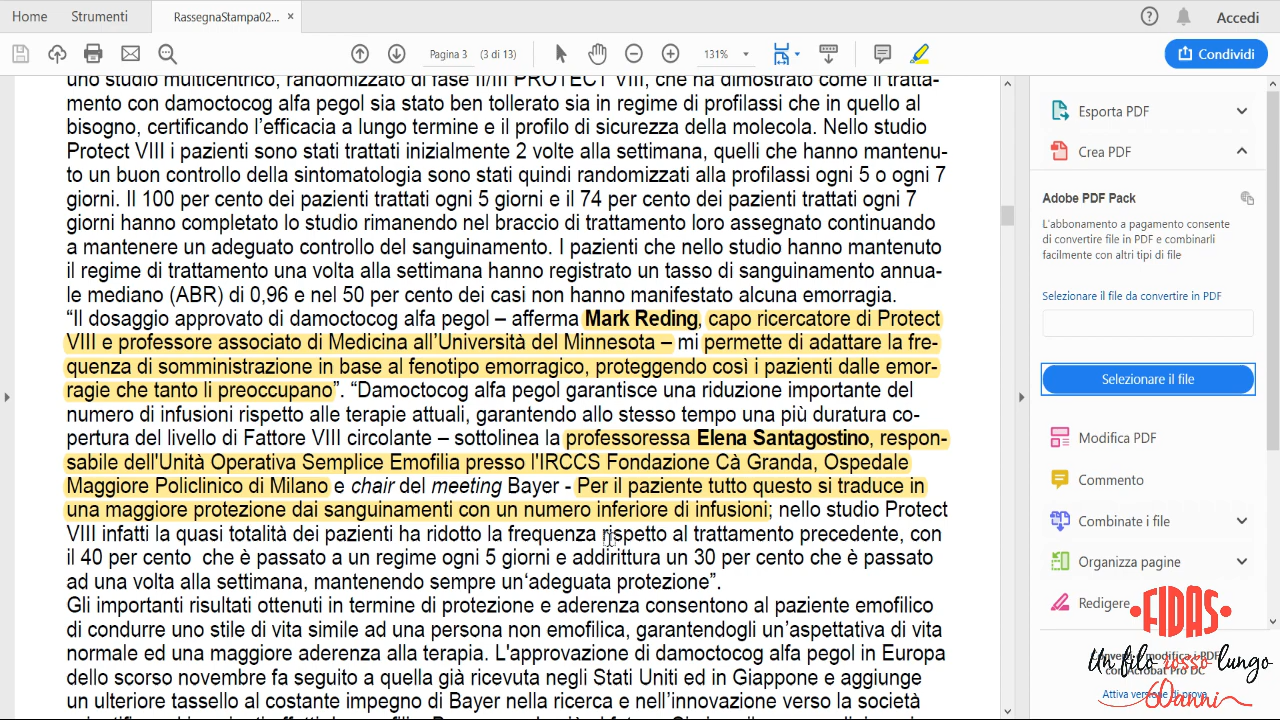 Home Strumenti RassegnaStampa02... × Accedi
Pagina 3 (3 di 13) 131% Condividi
uno studio multicentrico, randomizzato di fase II/III PROTECT VIII, che ha dimostrato come il tratta-
mento con damoctocog alfa pegol sia stato ben tollerato sia in regime di profilassi che in quello al
bisogno, certificando l'efficacia a lungo termine e il profilo di sicurezza della molecola. Nello studio
Protect VIII i pazienti sono stati trattati inizialmente 2 volte alla settimana, quelli che hanno mantenu-
to un buon controllo della sintomatologia sono stati quindi randomizzati alla profilassi ogni 5 o ogni 7
giorni. Il 100 per cento dei pazienti trattati ogni 5 giorni e il 74 per cento dei pazienti trattati ogni 7
giorni hanno completato lo studio rimanendo nel braccio di trattamento loro assegnato continuando
a mantenere un adeguato controllo del sanguinamento. I pazienti che nello studio hanno mantenuto
il regime di trattamento una volta alla settimana hanno registrato un tasso di sanguinamento annua-
le mediano (ABR) di 0,96 e nel 50 per cento dei casi non hanno manifestato alcuna emorragia.
“Il dosaggio approvato di damoctocog alfa pegol – afferma Mark Reding, capo ricercatore di Protect
VIII e professore associato di Medicina all'Università del Minnesota – mi permette di adattare la fre-
quenza di somministrazione in base al fenotipo emorragico, proteggendo così i pazienti dalle emor-
ragie che tanto li preoccupano”. “Damoctocog alfa pegol garantisce una riduzione importante del
numero di infusioni rispetto alle terapie attuali, garantendo allo stesso tempo una più duratura co-
pertura del livello di Fattore VIII circolante – sottolinea la professoressa Elena Santagostino, respon-
sabile dell'Unità Operativa Semplice Emofilia presso l'IRCCS Fondazione Cà Granda, Ospedale
Maggiore Policlinico di Milano e chair del meeting Bayer - Per il paziente tutto questo si traduce in
una maggiore protezione dai sanguinamenti con un numero inferiore di infusioni; nello studio Protect
VIII infatti la quasi totalità dei pazienti ha ridotto la frequenza rispetto al trattamento precedente, con
il 40 per cento che è passato a un regime ogni 5 giorni e addirittura un 30 per cento che è passato
ad una volta alla settimana, mantenendo sempre un‘adeguata protezione”.
Gli importanti risultati ottenuti in termine di protezione e aderenza consentono al paziente emofilico
di condurre uno stile di vita simile ad una persona non emofilica, garantendogli un'aspettativa di vita
normale ed una maggiore aderenza alla terapia. L'approvazione di damoctocog alfa pegol in Europa
dello scorso novembre fa seguito a quella già ricevuta negli Stati Uniti ed in Giappone e aggiunge
un ulteriore tassello al costante impegno di Bayer nella ricerca e nell'innovazione verso la società
Esporta PDF
Crea PDF
Adobe PDF Pack
L'abbonamento a pagamento consente
di convertire file in PDF e combinarli
facilmente con altri tipi di file
Selezionare il file da convertire in PDF
Selezionare il file
Modifica PDF
Commento
Combinate i file
Organizza pagine
Redigere
FIDAS
Un filo rosso lungo
60anni
con Acrobat Pro DC
Attiva versione di prova